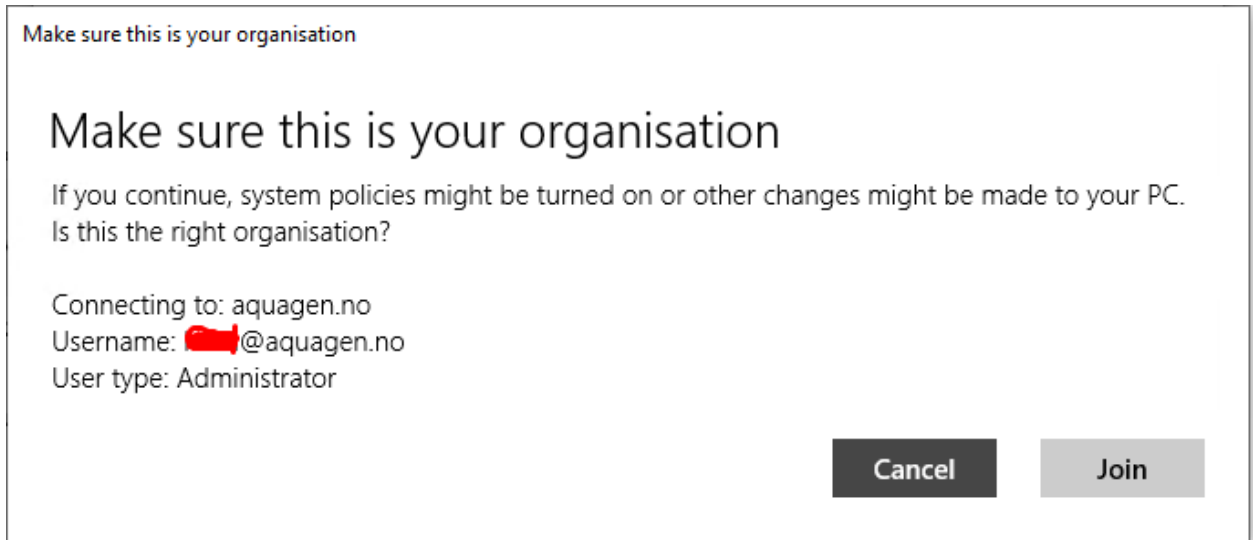 Make sure this is your organisation
Make sure this is your organisation
If you continue, system policies might be turned on or other changes might be made to your PC.
Is this the right organisation?
Connecting to: aquagen.no
Username: @aquagen.no
User type: Administrator
Cancel
Join